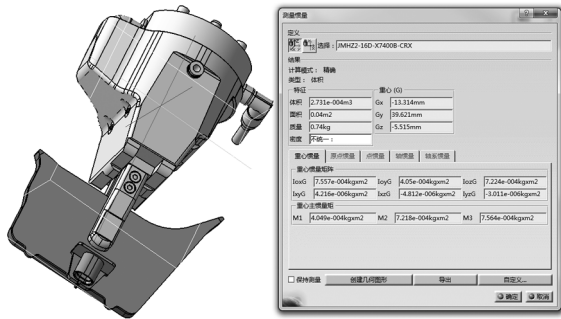 测量惯量
定义
选择：JMHZ2-16D-X7400B-CRX
结果
计算模式： 精确
类型： 体积
特征
重心 (G)
体积 2.731e-004m3 Gx -13.314mm
面积 0.04m2 Gy 39.621mm
质量 0.74kg Gz -5.515mm
密度 不统一：
重心惯量 原点惯量 点惯量 轴惯量 轴系惯量
重心惯量矩阵
IoxG 7.557e-004kgxm2 IoyG 4.05e-004kgxm2 IozG 7.224e-004kgxm2
IxyG 4.216e-006kgxm2 IxzG -4.812e-006kgxm2 IyzG -3.011e-006kgxm2
重心主惯量矩
M1 4.049e-004kgxm2 M2 7.218e-004kgxm2 M3 7.564e-004kgxm2
保持测量 创建几何图形 导出 自定义...
确定 取消